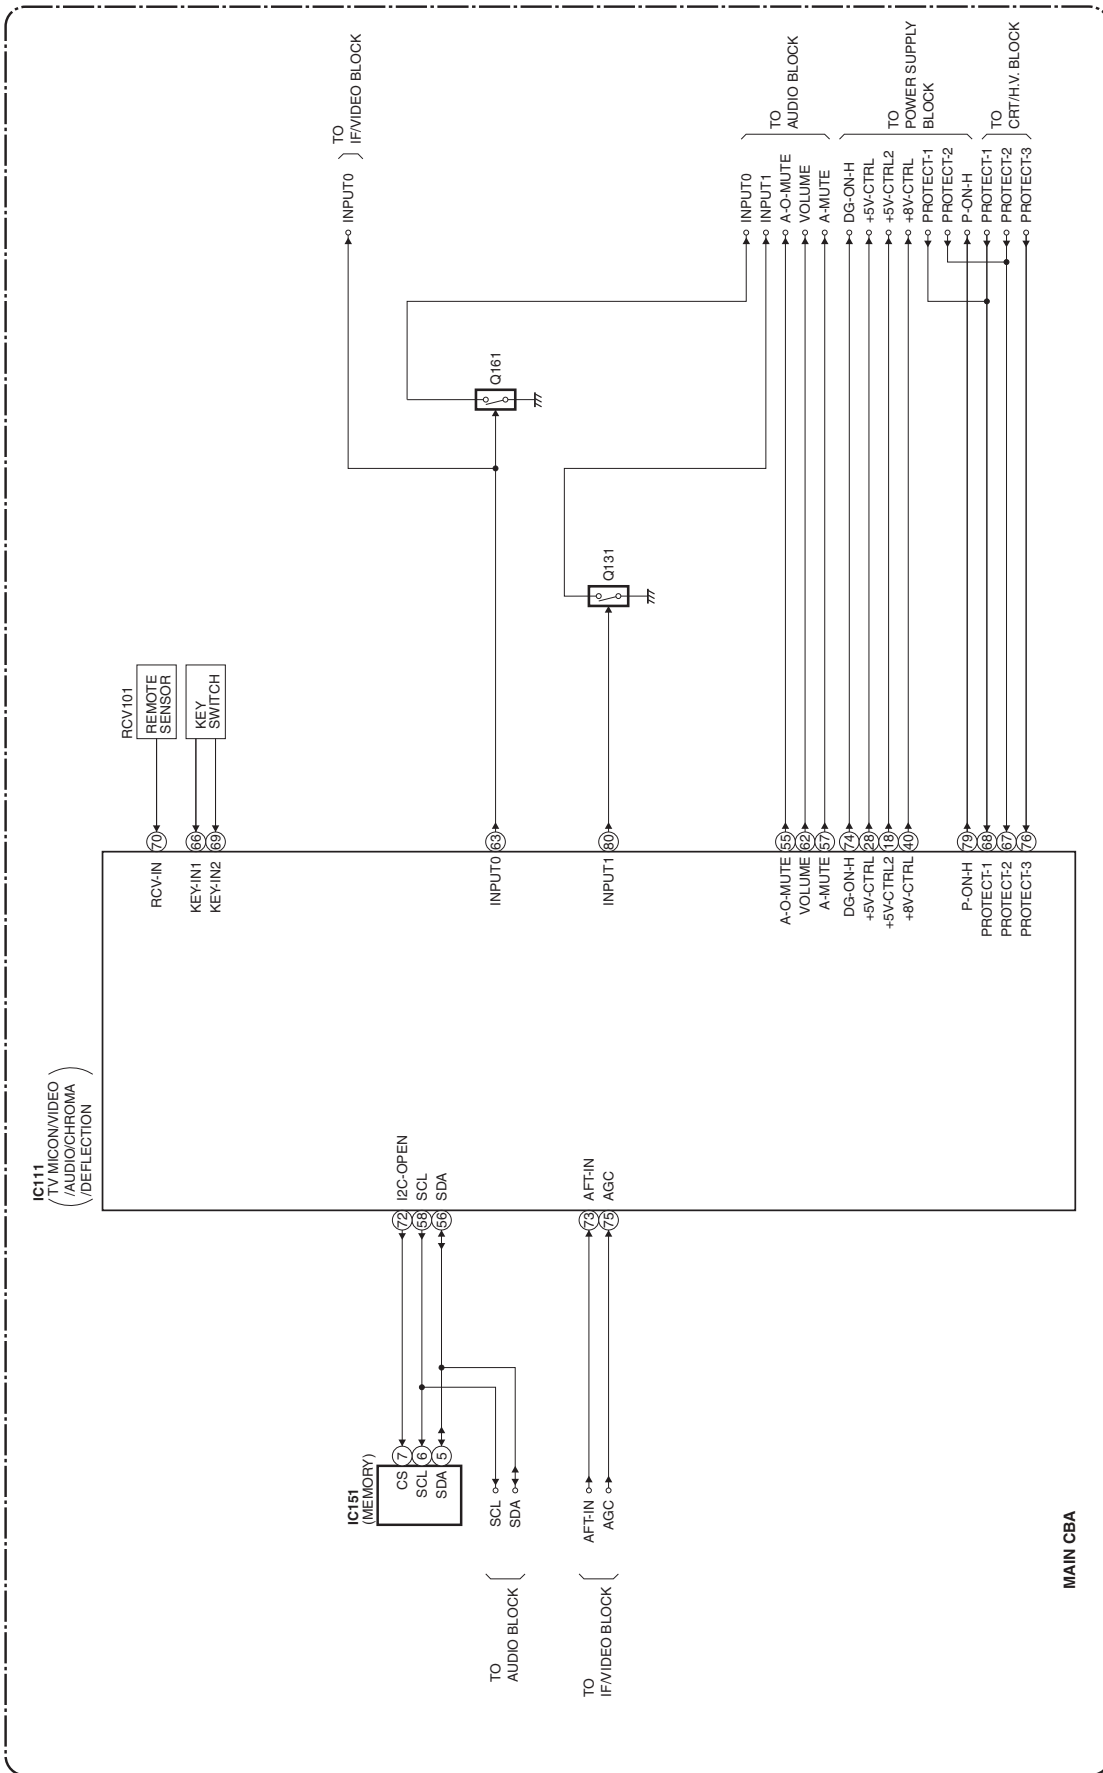 IC111
TV MICON/VIDEO
/AUDIO/CHROMA
/DEFLECTION
IC151
(MEMORY)
CS
7
SCL
6
SDA
5
72
I2C-OPEN
58
SCL
56
SDA
SCL
SDA
TO
AUDIO BLOCK
73
AFT-IN
75
AGC
AFT-IN
AGC
TO
IF/VIDEO BLOCK
RCV-IN
70
RCV101
REMOTE
SENSOR
KEY-IN1
66
KEY-IN2
69
KEY
SWITCH
INPUT0
63
Q161
INPUT0
TO
IF/VIDEO BLOCK
INPUT1
80
Q131
INPUT0
INPUT1
A-O-MUTE
55
A-O-MUTE
VOLUME
62
VOLUME
A-MUTE
57
A-MUTE
TO
AUDIO BLOCK
DG-ON-H
74
DG-ON-H
+5V-CTRL
28
+5V-CTRL
+5V-CTRL2
18
+5V-CTRL2
+8V-CTRL
40
+8V-CTRL
PROTECT-1
PROTECT-2
P-ON-H
79
P-ON-H
TO
POWER SUPPLY
BLOCK
PROTECT-1
68
PROTECT-1
PROTECT-2
67
PROTECT-2
PROTECT-3
76
PROTECT-3
TO
CRT/H.V. BLOCK
MAIN CBA